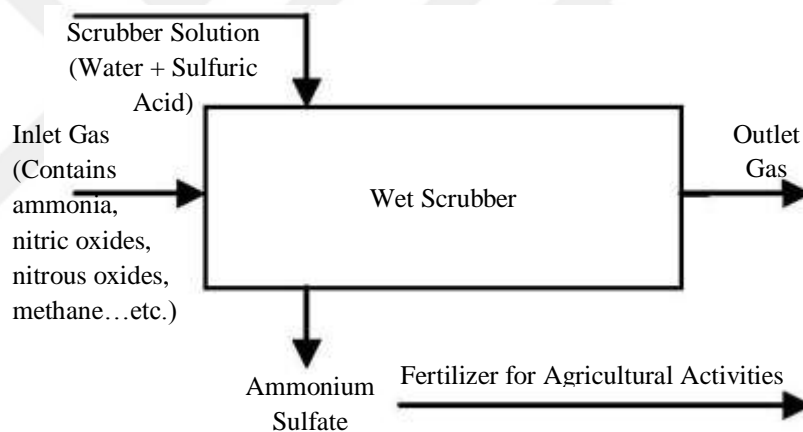 Scrubber Solution
(Water + Sulfuric
Acid)
Inlet Gas
(Contains
ammonia,
nitric oxides,
nitrous oxides,
methane…etc.)
Wet Scrubber
Outlet
Gas
Ammonium
Sulfate
Fertilizer for Agricultural Activities